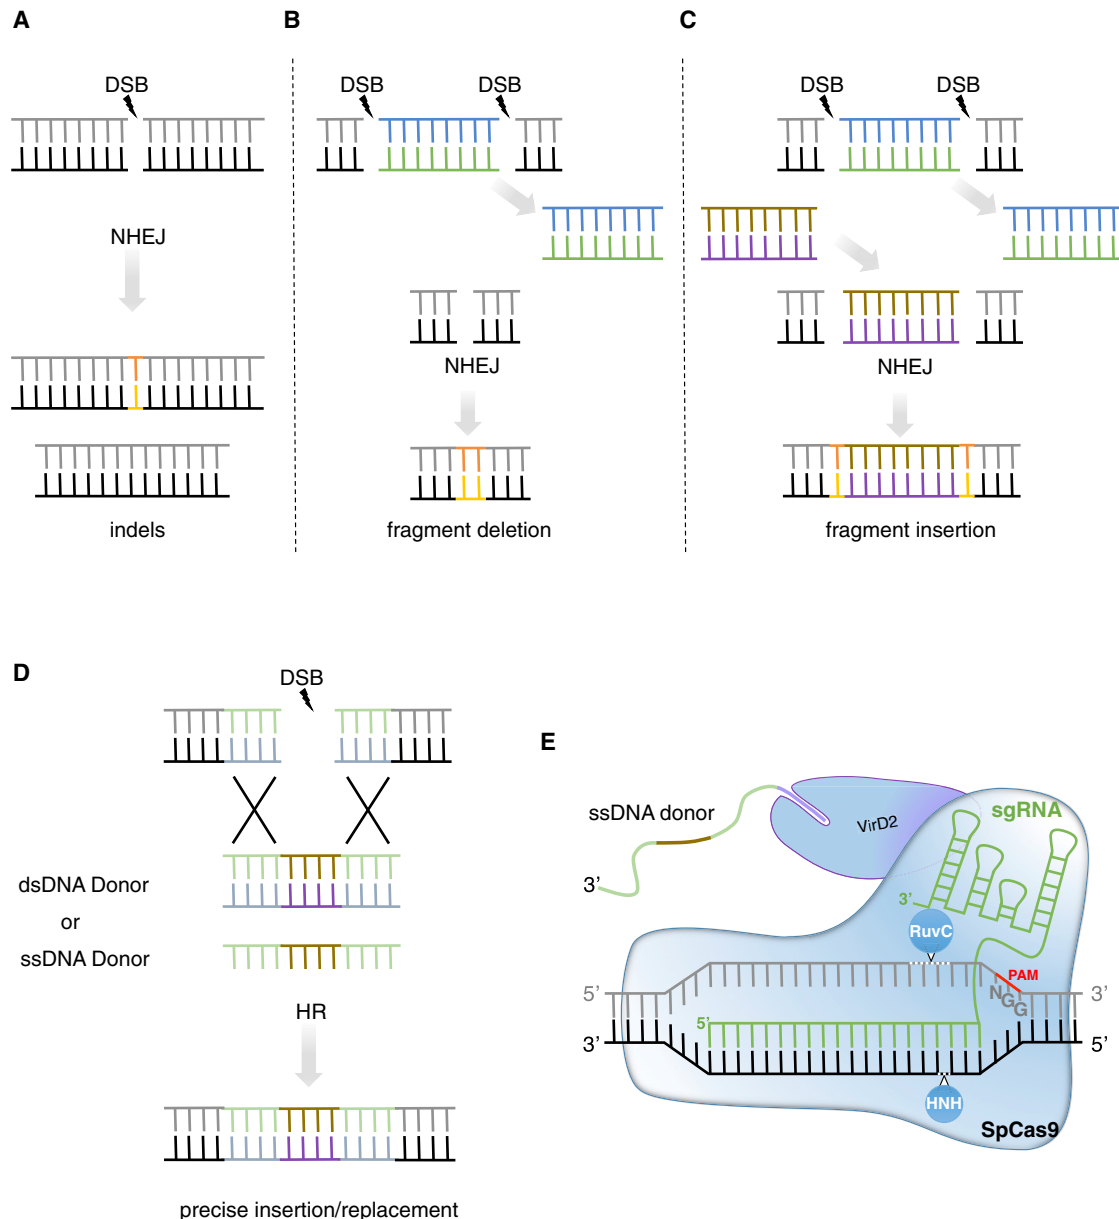 A
DSB
NHEJ
indels
B
DSB DSB
NHEJ
fragment deletion
C
DSB DSB
NHEJ
fragment insertion
D
DSB
dsDNA Donor
or
ssDNA Donor
HR
precise insertion/replacement
E
ssDNA donor
3’
VirD2
sgRNA
3’
RuvC
PAM
NGG
5’ 3’
5’
3’ 5’
HNH
SpCas9